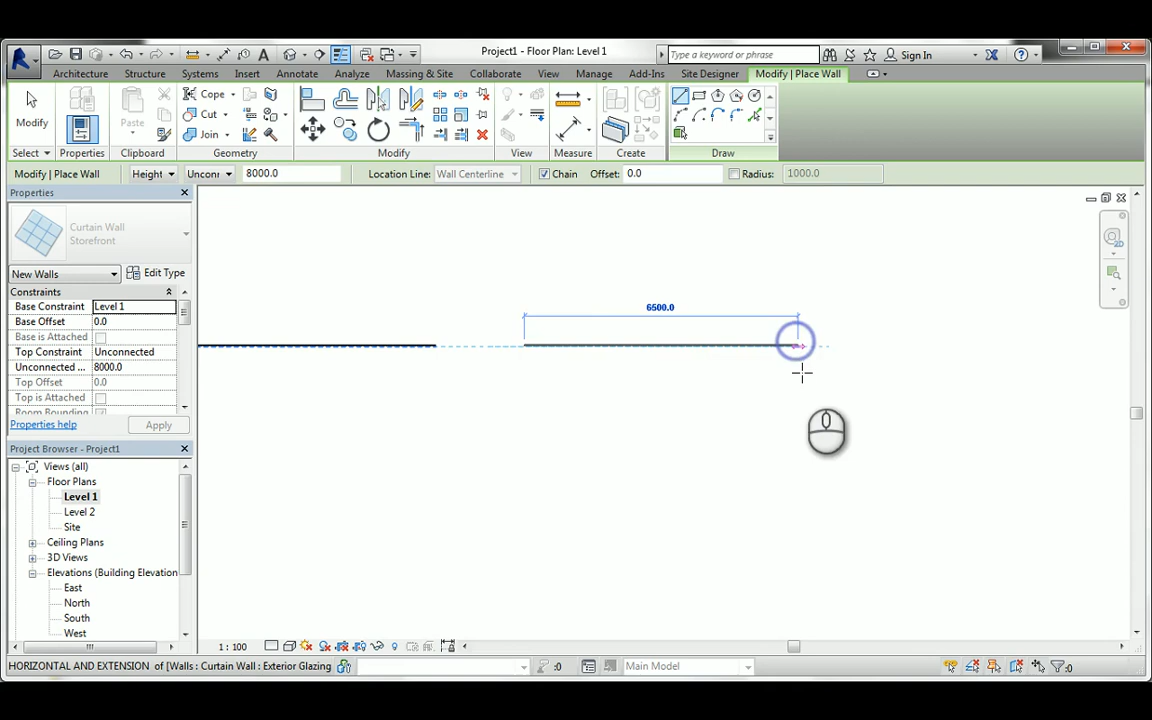 Project1 - Floor Plan: Level 1
Type a keyword or phrase
Sign In
Architecture Structure Systems Insert Annotate Analyze Massing & Site Collaborate View Manage Add-Ins Site Designer Modify | Place Wall
Modify
Paste
Cope
Cut
Join
Select Properties Clipboard Geometry Modify View Measure Create Draw
Modify | Place Wall Height Unconr 8000.0 Location Line: Wall Centerline Chain Offset: 0.0 Radius: 1000.0
Properties
Curtain Wall
Storefront
New Walls Edit Type
Constraints
Base Constraint Level 1
Base Offset 0.0
Base is Attached
Top Constraint Unconnected
Unconnected ... 8000.0
Top Offset 0.0
Top is Attached
Room Bounding
Properties help Apply
6500.0
2D
Project Browser - Project1
Views (all)
Floor Plans
Level 1
Level 2
Site
Ceiling Plans
3D Views
Elevations (Building Elevation
East
North
South
West
1 : 100
HORIZONTAL AND EXTENSION of [Walls : Curtain Wall : Exterior Glazing :0 Main Model :0